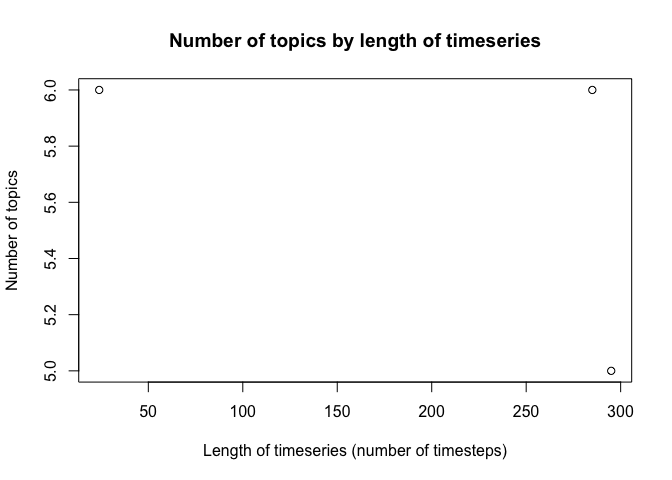 Number of topics by length of timeseries
Number of topics
6.0
5.8
5.6
5.4
5.2
5.0
50 100 150 200 250 300
Length of timeseries (number of timesteps)